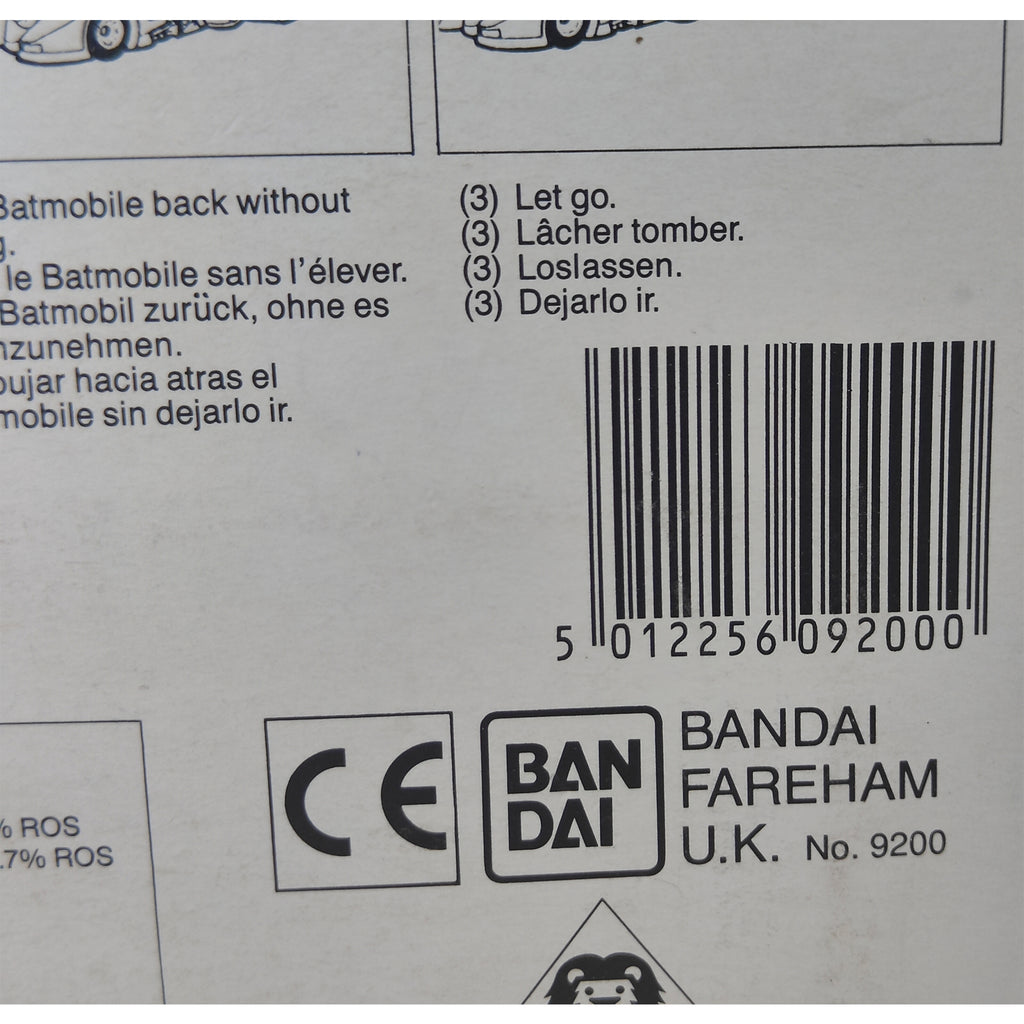 Batmobile back without
g.
le Batmobile sans l'élever.
Batmobil zurück, ohne es
nzunehmen.
oujar hacia atras el
mobile sin dejarlo ir.
(3) Let go.
(3) Lâcher tomber.
(3) Loslassen.
(3) Dejarlo ir.
5 012256 092000
% ROS
.7% ROS
CE
BAN
DAI
BANDAI
FAREHAM
U.K. No. 9200